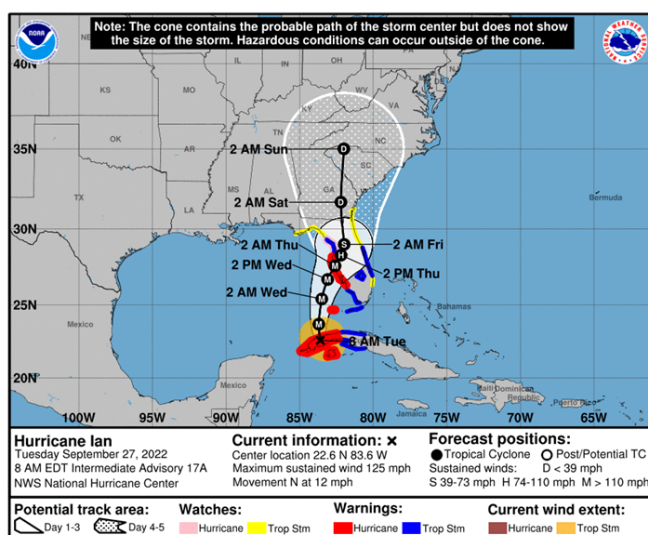 Note: The cone contains the probable path of the storm center but does not show
the size of the storm. Hazardous conditions can occur outside of the cone.
NOAA
40N
35N
30N
25N
20N
100W 95W 90W 85W 80W 75W 70W 65W
KS MO IL IN OH WV VA KY
OK AR TN NC
TX LA MS AL GA SC
Bermuda
Mexico
Mexico
Bahamas
Haiti Dominican
Republic
Puerto Rico
Jamaica
2 AM Sun D
2 AM Sat D
2 AM Thu S 2 AM Fri
H
M
2 PM Wed M 2 PM Thu
2 AM Wed M
M
8 AM Tue
Hurricane Ian
Tuesday September 27, 2022
8 AM EDT Intermediate Advisory 17A
NWS National Hurricane Center
Current information: ×
Center location 22.6 N 83.6 W
Maximum sustained wind 125 mph
Movement N at 12 mph
Forecast positions:
Tropical Cyclone Post/Potential TC
Sustained winds: D < 39 mph
S 39-73 mph H 74-110 mph M > 110 mph
Potential track area:
Day 1-3 Day 4-5
Watches:
Hurricane Trop Stm
Warnings:
Hurricane Trop Stm
Current wind extent:
Hurricane Trop Stm